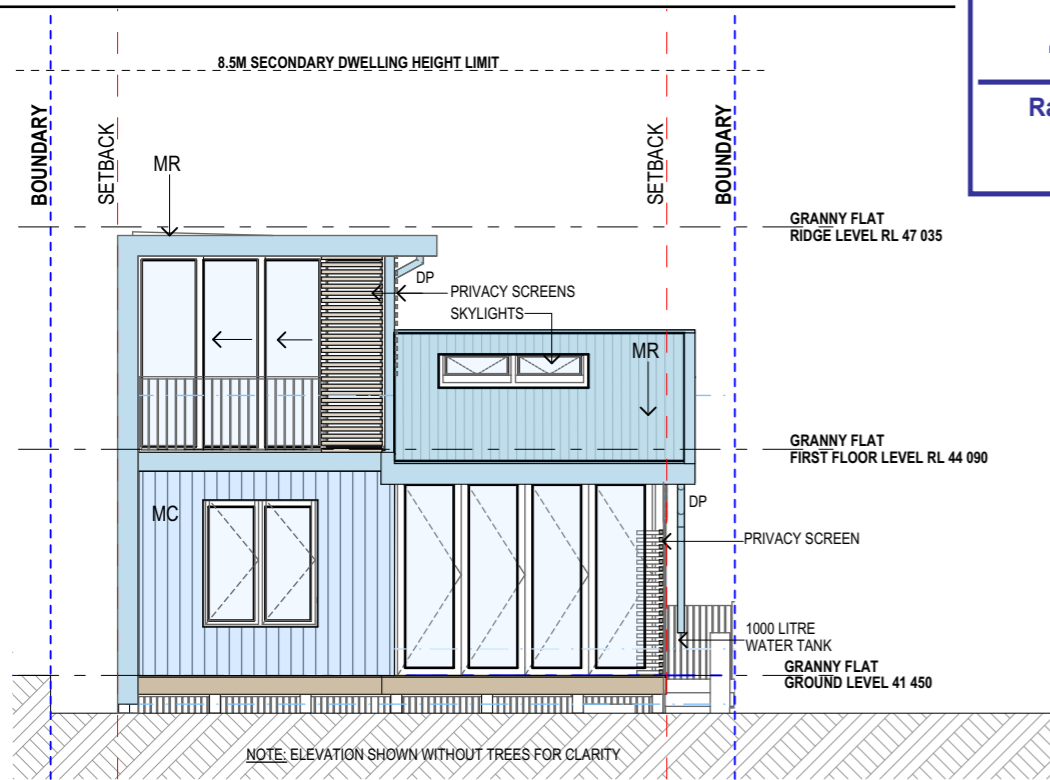 Ra
8.5M SECONDARY DWELLING HEIGHT LIMIT
BOUNDARY
SETBACK
SETBACK
BOUNDARY
MR
GRANNY FLAT
RIDGE LEVEL RL 47 035
DP
PRIVACY SCREENS
SKYLIGHTS
MR
GRANNY FLAT
FIRST FLOOR LEVEL RL 44 090
MC
DP
PRIVACY SCREEN
1000 LITRE
WATER TANK
GRANNY FLAT
GROUND LEVEL 41 450
NOTE: ELEVATION SHOWN WITHOUT TREES FOR CLARITY